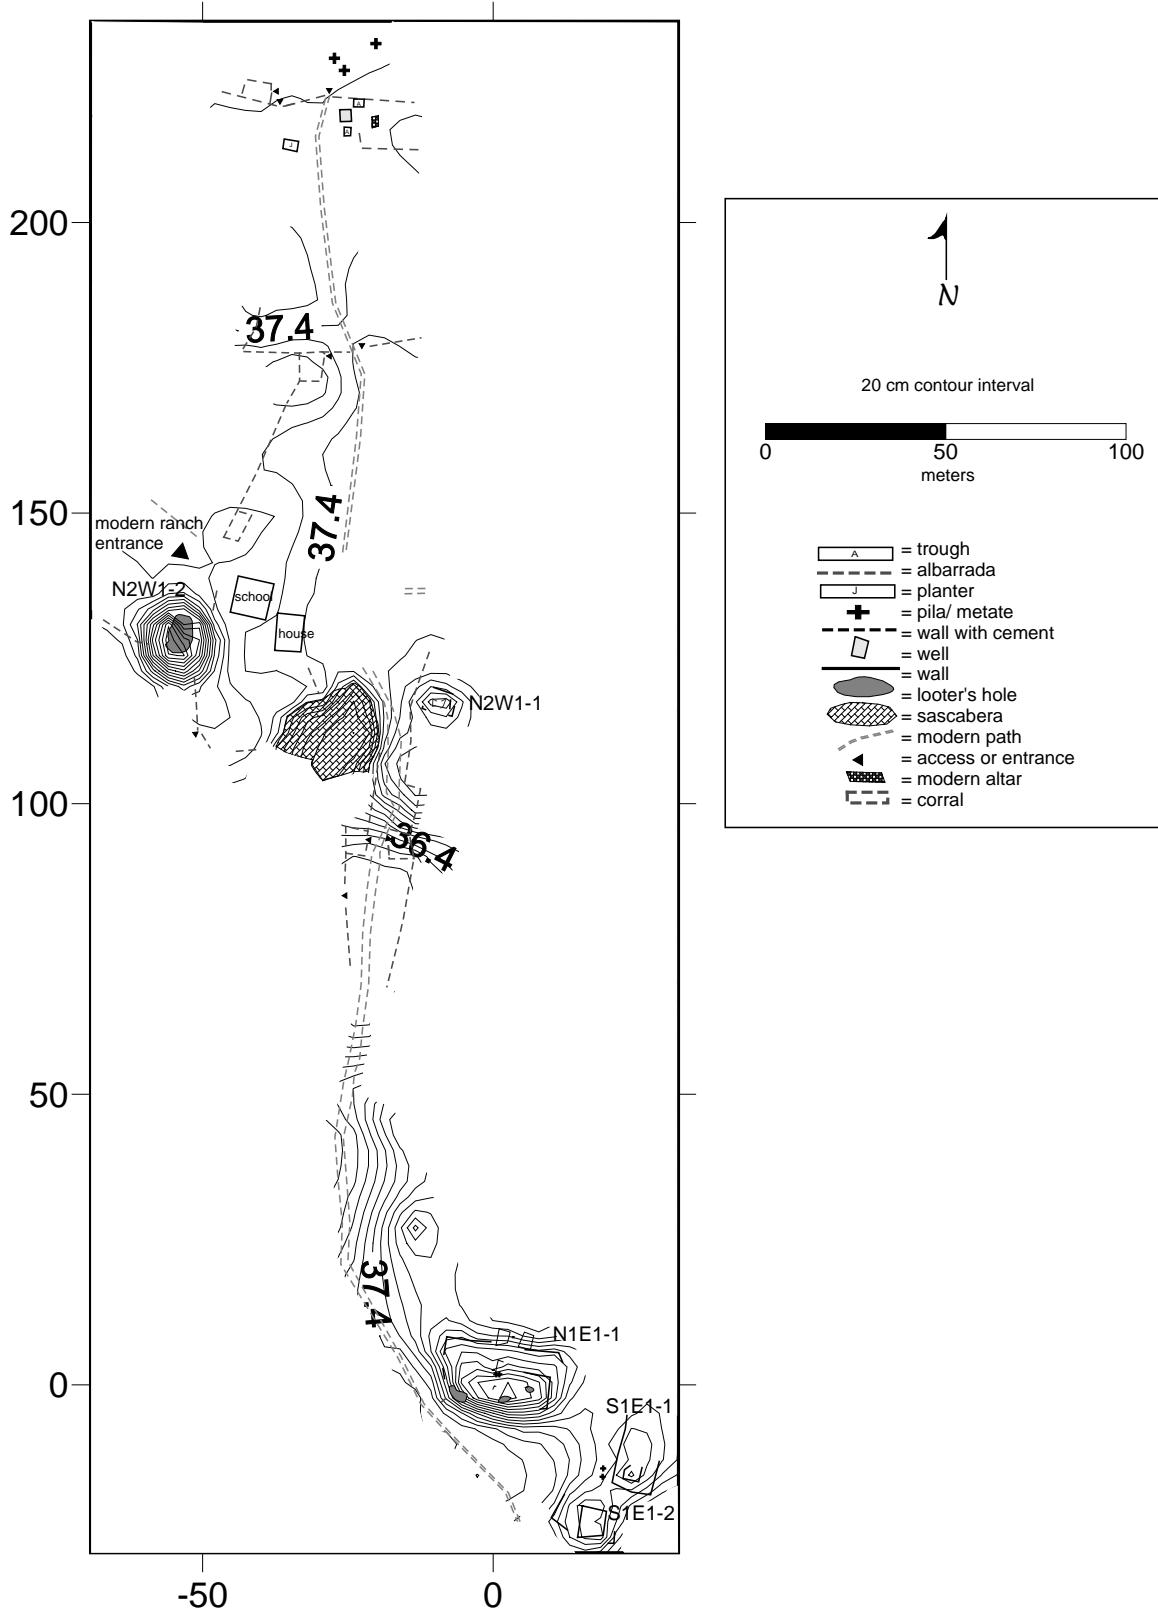 A
A
J
200
37.4
150
37.4
modern ranch
entrance
N2W1-2
school
house
N2W1-1
100
36.4
50
37.4
N1E1-1
0
S1E1-1
S1E1-2
-50
0
N
20 cm contour interval
0 50 100
meters
A = trough
= albarrada
J = planter
= pila/ metate
= wall with cement
= well
= wall
= looter's hole
= sascabera
= modern path
= access or entrance
= modern altar
= corral